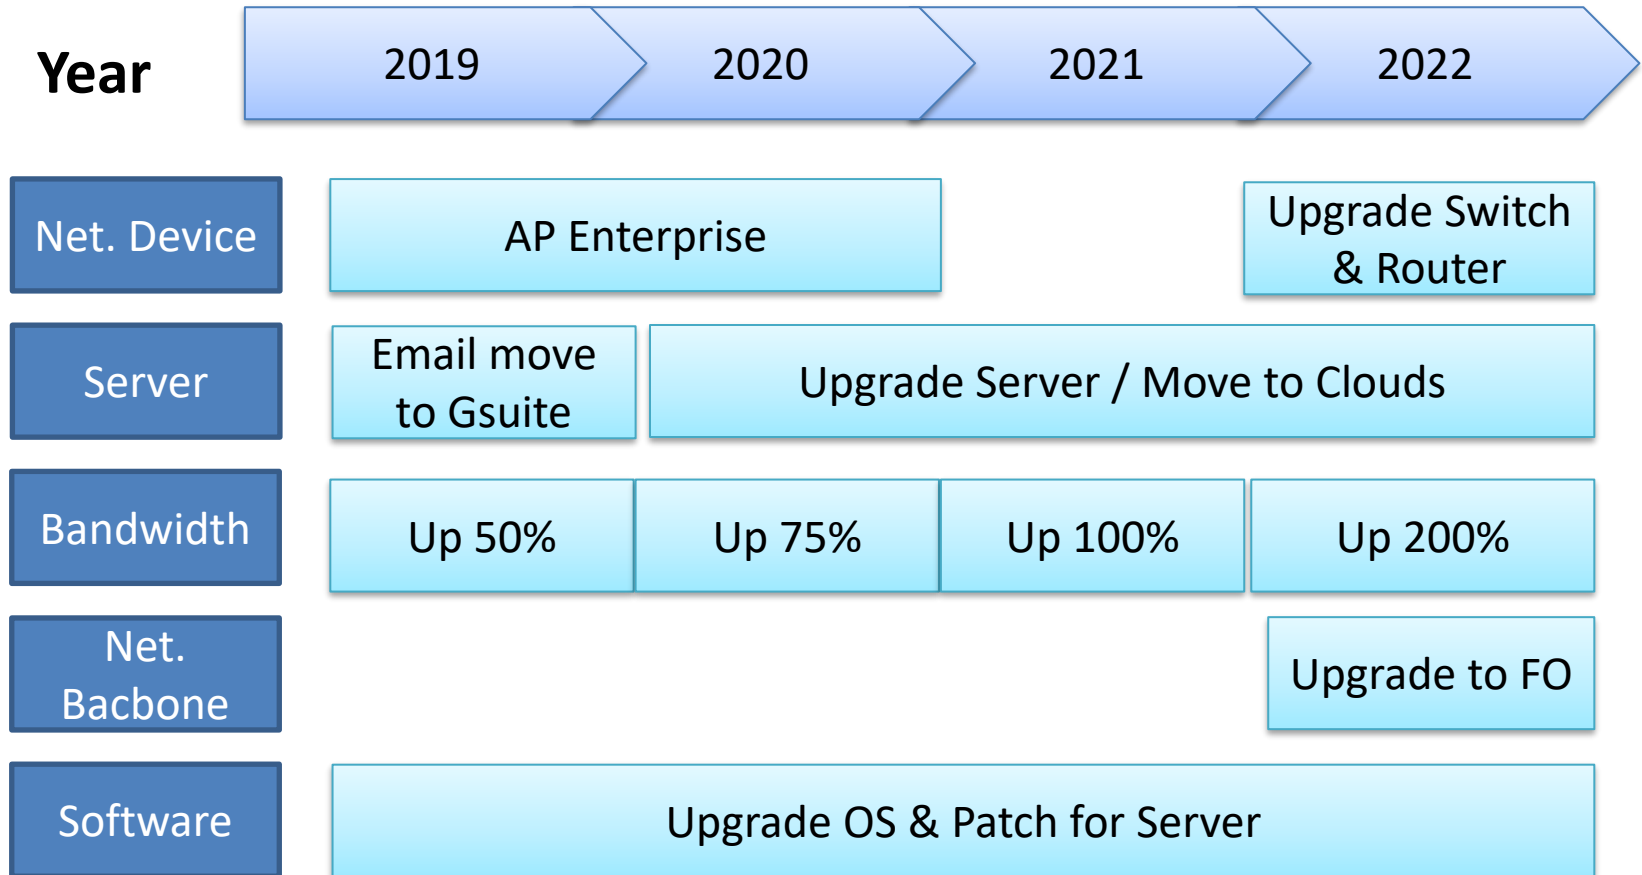 Year
2019
2020
2021
2022
Net. Device
AP Enterprise
Upgrade Switch
& Router
Server
Email move
to Gsuite
Upgrade Server / Move to Clouds
Bandwidth
Up 50%
Up 75%
Up 100%
Up 200%
Net.
Bacbone
Upgrade to FO
Software
Upgrade OS & Patch for Server